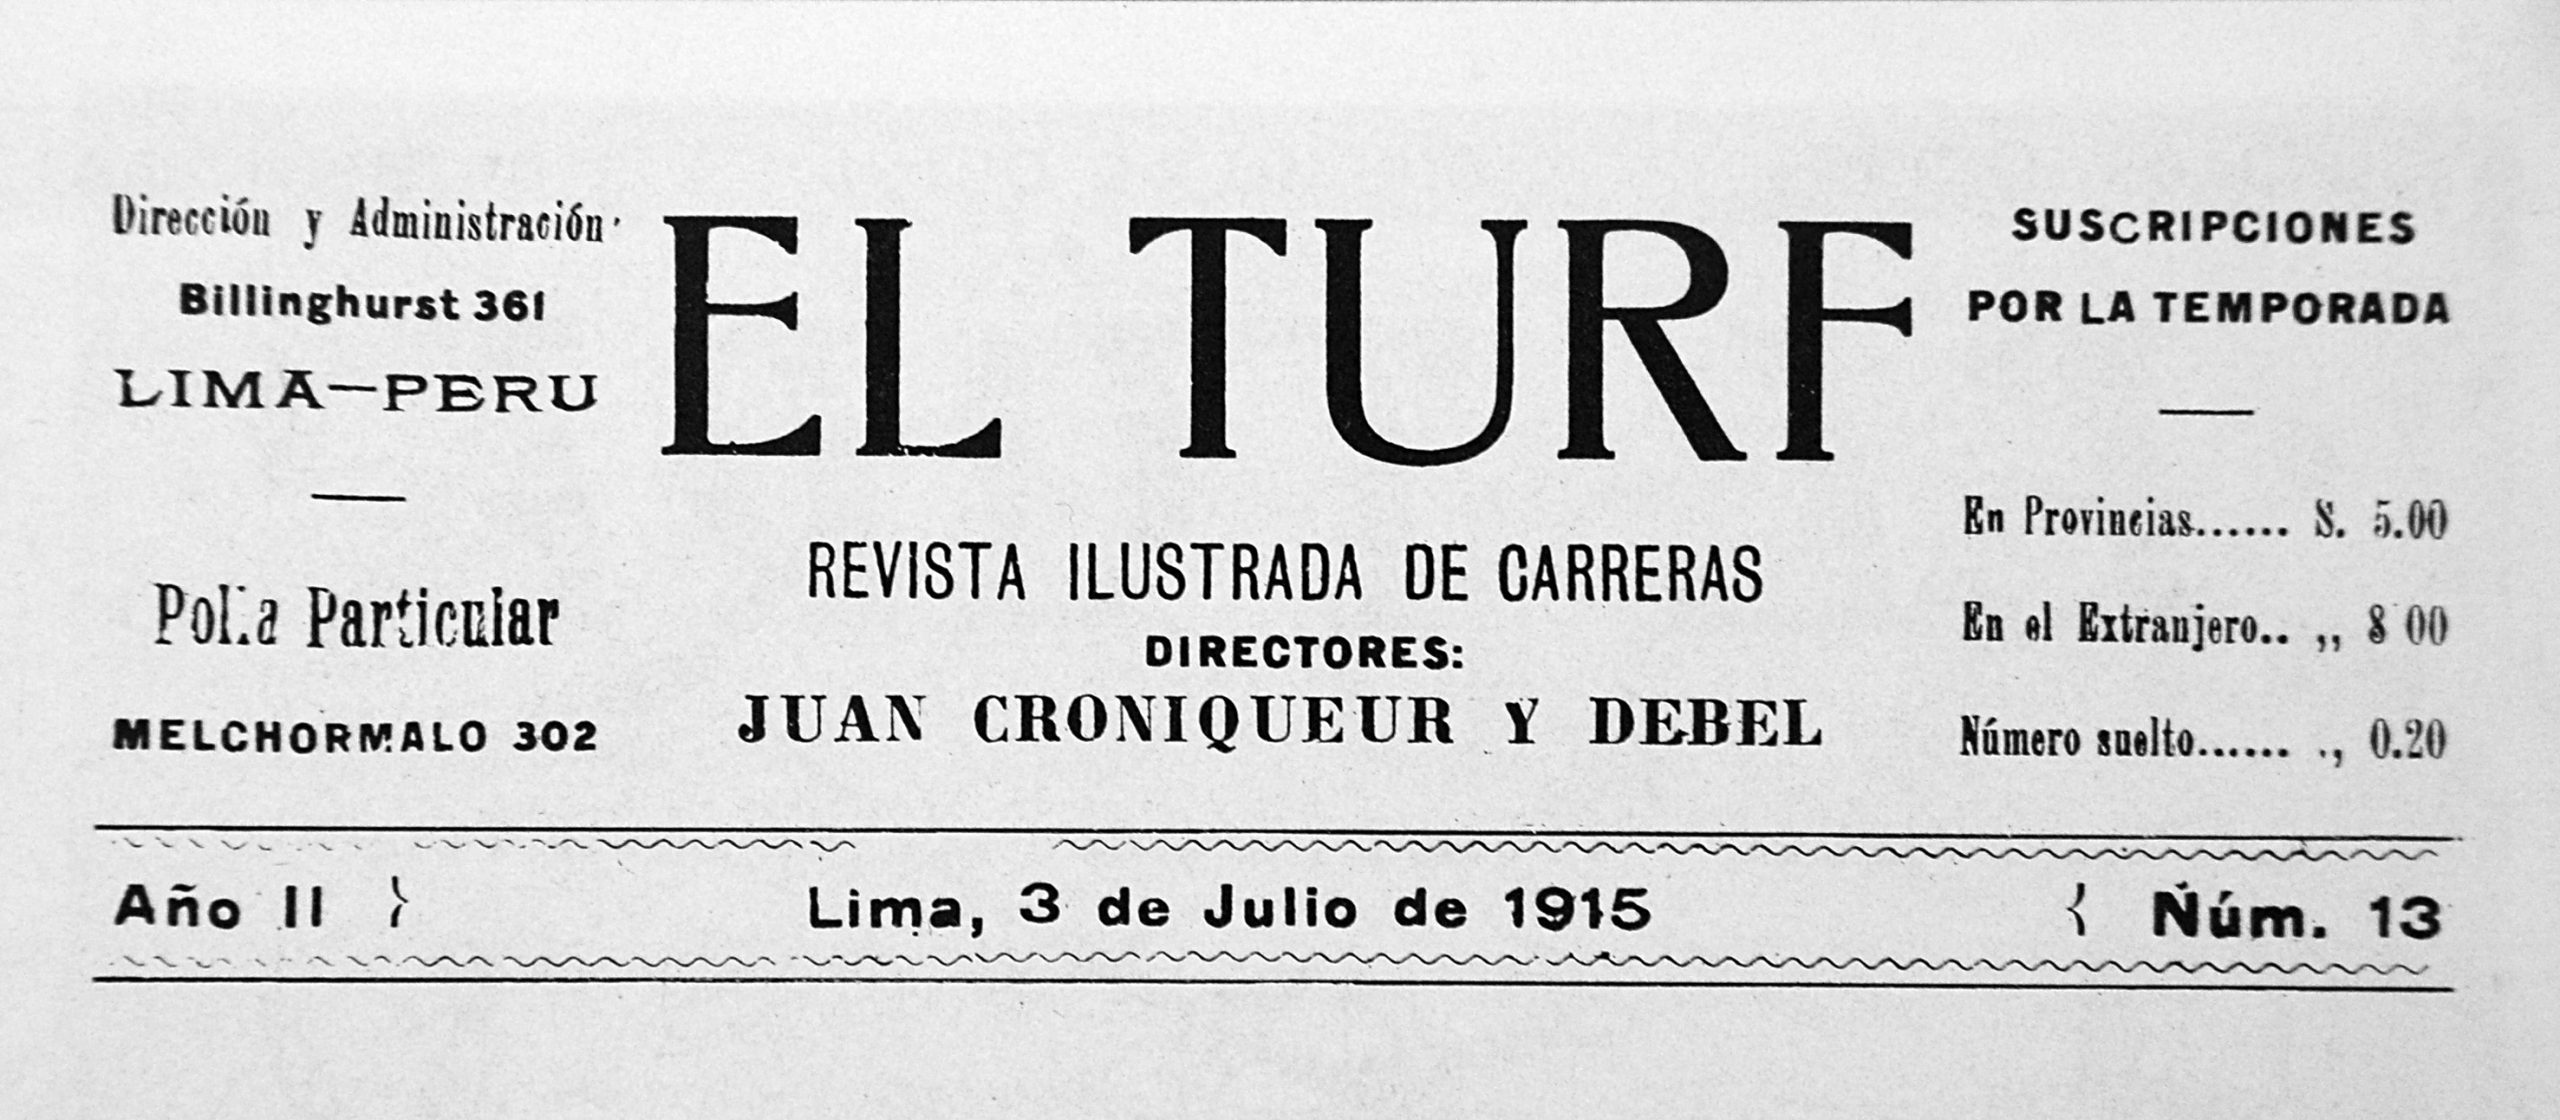 Dirección y Administración
Billinghurst 361
LIMA—PERU
Polla Particular
MELCHORMALO 302
EL TURF
REVISTA ILUSTRADA DE CARRERAS
DIRECTORES:
JUAN CRONIQUEUR Y DEBEL
SUSCRIPCIONES
POR LA TEMPORADA
En Provincias...... S. 5.00
En el Extranjero.. ,, 8 00
Número suelto...... ., 0.20
Año II
Lima, 3 de Julio de 1915
Núm. 13